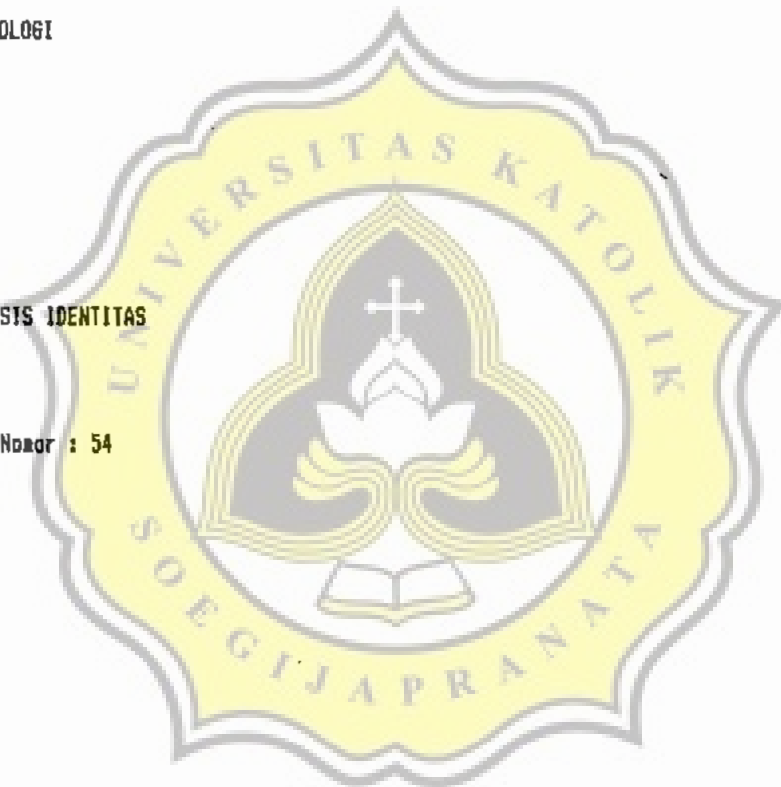 OLOGI
UNIVERSITAS KATOLIK
SIS IDENTITAS
Nomor : 54
SOEGIJAPRANATA